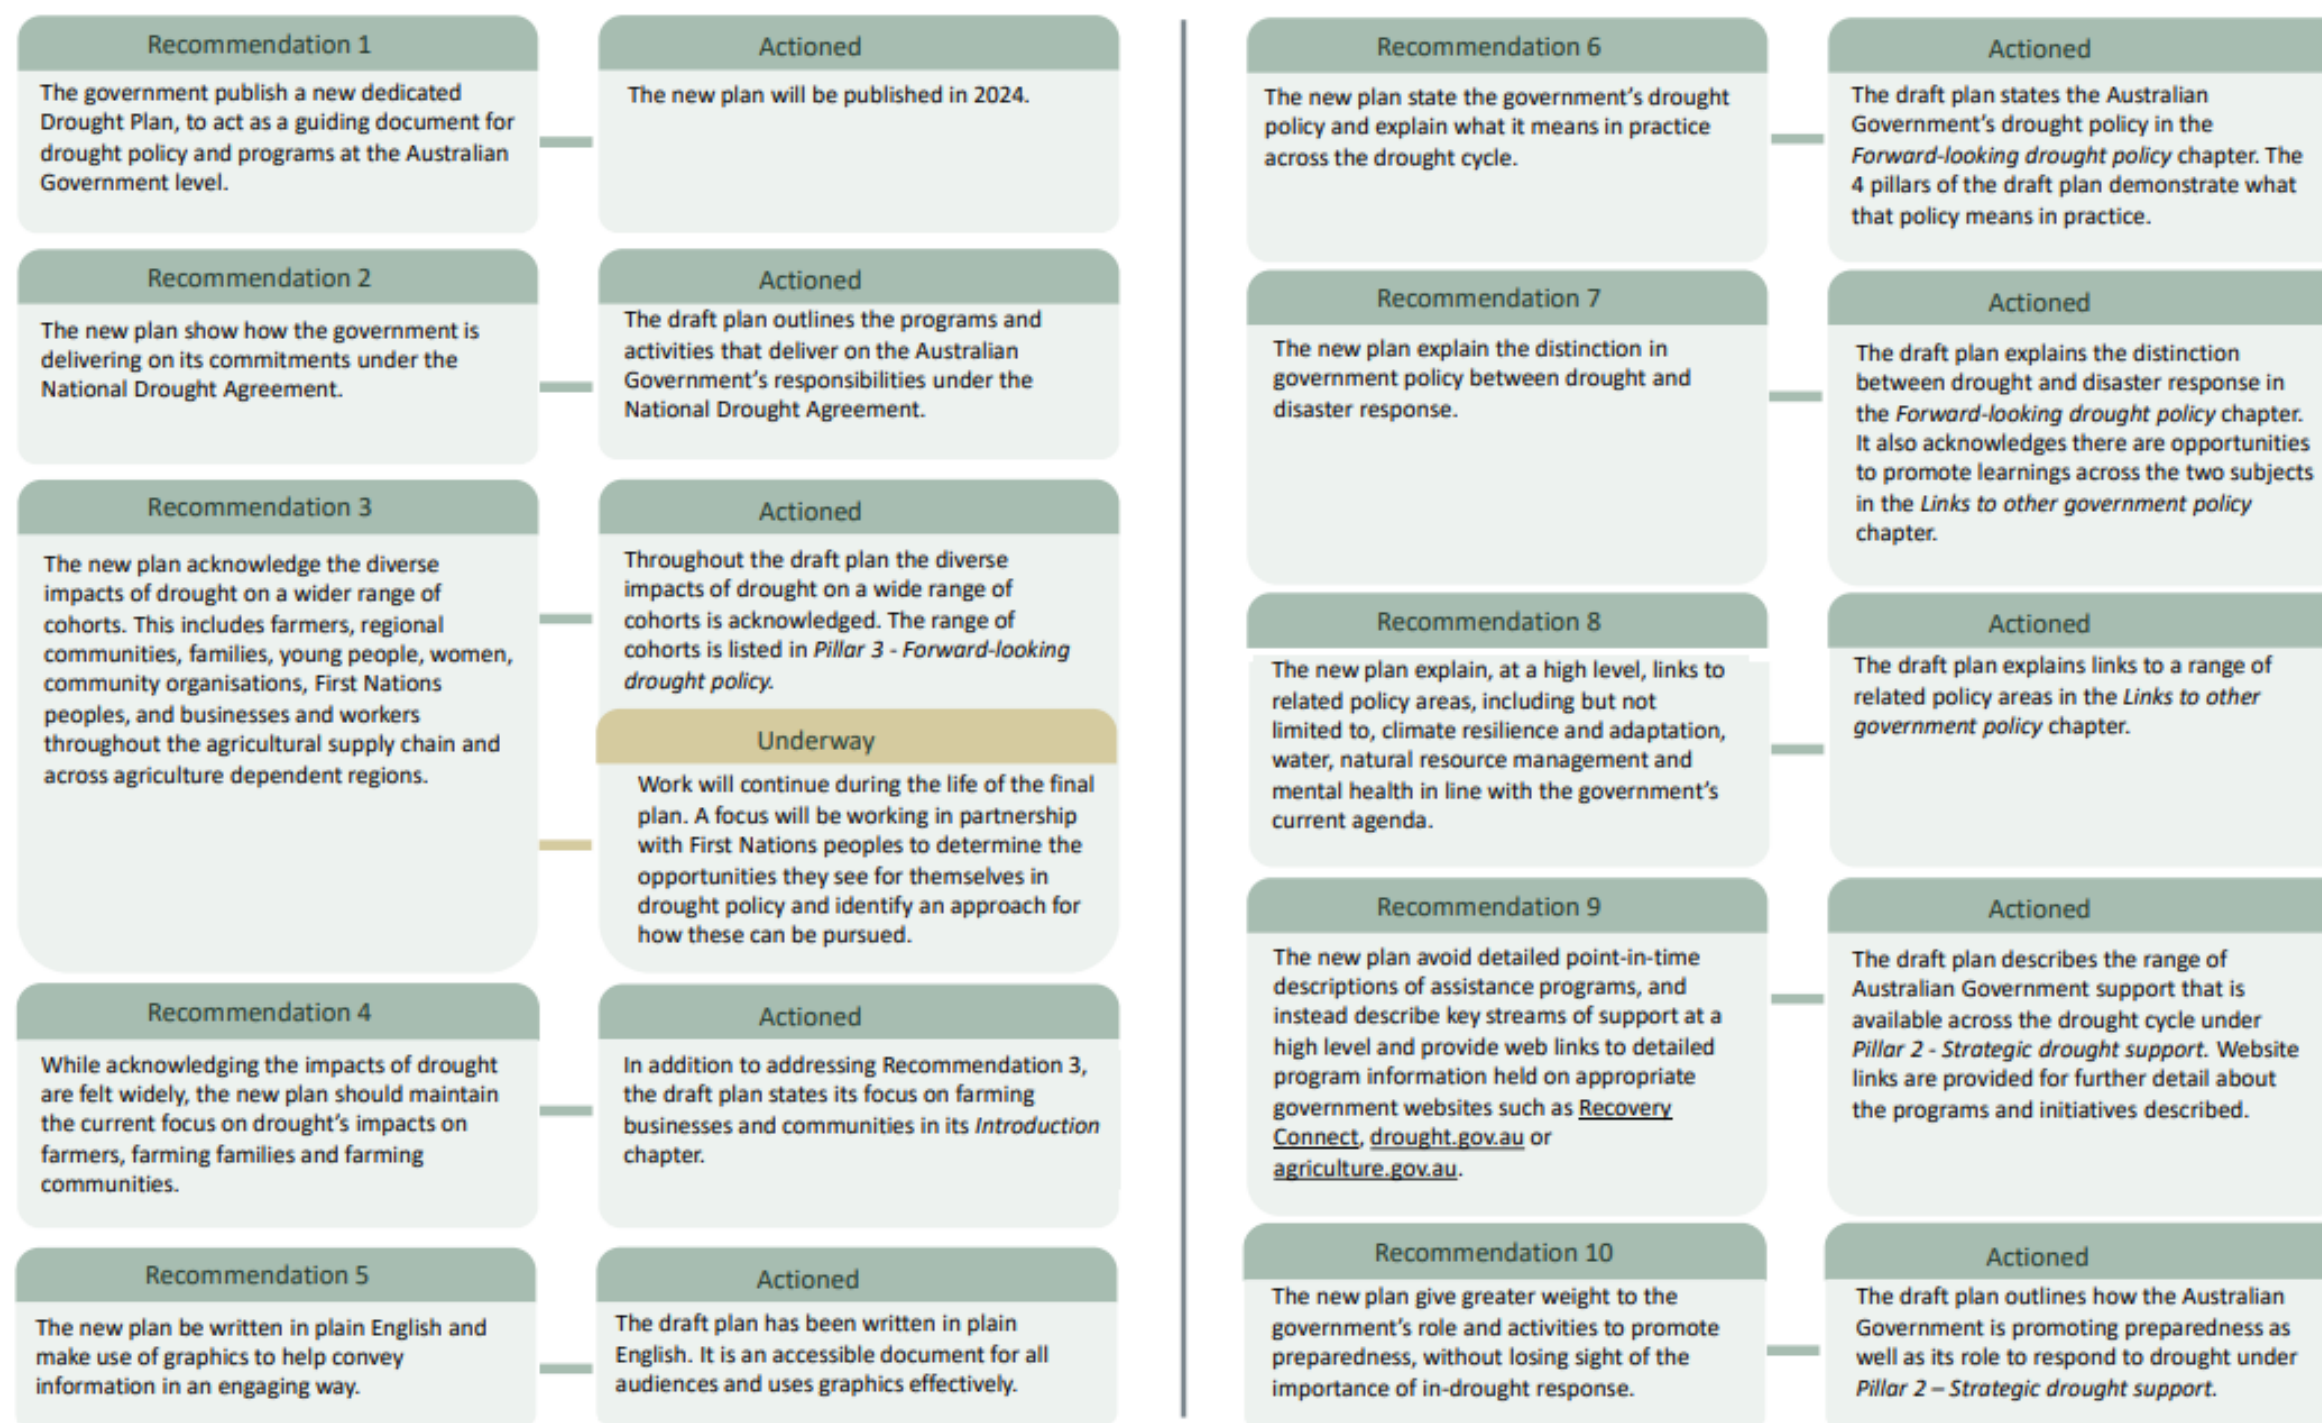 Recommendation 1
The government publish a new dedicated
Drought Plan, to act as a guiding document for
drought policy and programs at the Australian
Government level.
Actioned
The new plan will be published in 2024.
Recommendation 2
The new plan show how the government is
delivering on its commitments under the
National Drought Agreement.
Actioned
The draft plan outlines the programs and
activities that deliver on the Australian
Government's responsibilities under the
National Drought Agreement.
Recommendation 3
The new plan acknowledge the diverse
impacts of drought on a wider range of
cohorts. This includes farmers, regional
communities, families, young people, women,
community organisations, First Nations
peoples, and businesses and workers
throughout the agricultural supply chain and
across agriculture dependent regions.
Actioned
Throughout the draft plan the diverse
impacts of drought on a wide range of
cohorts is acknowledged. The range of
cohorts is listed in Pillar 3 - Forward-looking
drought policy.
Underway
Work will continue during the life of the final
plan. A focus will be working in partnership
with First Nations peoples to determine the
opportunities they see for themselves in
drought policy and identify an approach for
how these can be pursued.
Recommendation 4
While acknowledging the impacts of drought
are felt widely, the new plan should maintain
the current focus on drought's impacts on
farmers, farming families and farming
communities.
Actioned
In addition to addressing Recommendation 3,
the draft plan states its focus on farming
businesses and communities in its Introduction
chapter.
Recommendation 5
The new plan be written in plain English and
make use of graphics to help convey
information in an engaging way.
Actioned
The draft plan has been written in plain
English. It is an accessible document for all
audiences and uses graphics effectively.
Recommendation 6
The new plan state the government's drought
policy and explain what it means in practice
across the drought cycle.
Actioned
The draft plan states the Australian
Government's drought policy in the
Forward-looking drought policy chapter. The
4 pillars of the draft plan demonstrate what
that policy means in practice.
Recommendation 7
The new plan explain the distinction in
government policy between drought and
disaster response.
Actioned
The draft plan explains the distinction
between drought and disaster response in
the Forward-looking drought policy chapter.
It also acknowledges there are opportunities
to promote learnings across the two subjects
in the Links to other government policy
chapter.
Recommendation 8
The new plan explain, at a high level, links to
related policy areas, including but not
limited to, climate resilience and adaptation,
water, natural resource management and
mental health in line with the government's
current agenda.
Actioned
The draft plan explains links to a range of
related policy areas in the Links to other
government policy chapter.
Recommendation 9
The new plan avoid detailed point-in-time
descriptions of assistance programs, and
instead describe key streams of support at a
high level and provide web links to detailed
program information held on appropriate
government websites such as Recovery
Connect, drought.gov.au or
agriculture.gov.au.
Actioned
The draft plan describes the range of
Australian Government support that is
available across the drought cycle under
Pillar 2 - Strategic drought support. Website
links are provided for further detail about
the programs and initiatives described.
Recommendation 10
The new plan give greater weight to the
government's role and activities to promote
preparedness, without losing sight of the
importance of in-drought response.
Actioned
The draft plan outlines how the Australian
Government is promoting preparedness as
well as its role to respond to drought under
Pillar 2 – Strategic drought support.